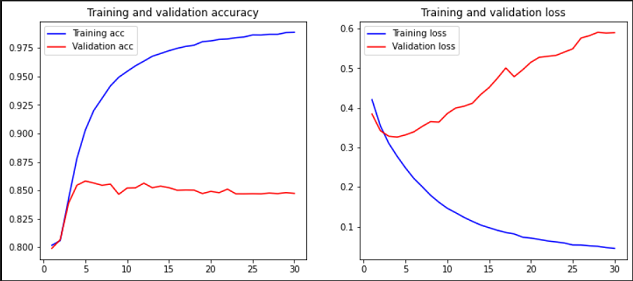 Training and validation accuracy
Training acc
Validation acc
0.975
0.950
0.925
0.900
0.875
0.850
0.825
0.800
0 5 10 15 20 25 30
Training and validation loss
Training loss
Validation loss
0.6
0.5
0.4
0.3
0.2
0.1
0 5 10 15 20 25 30